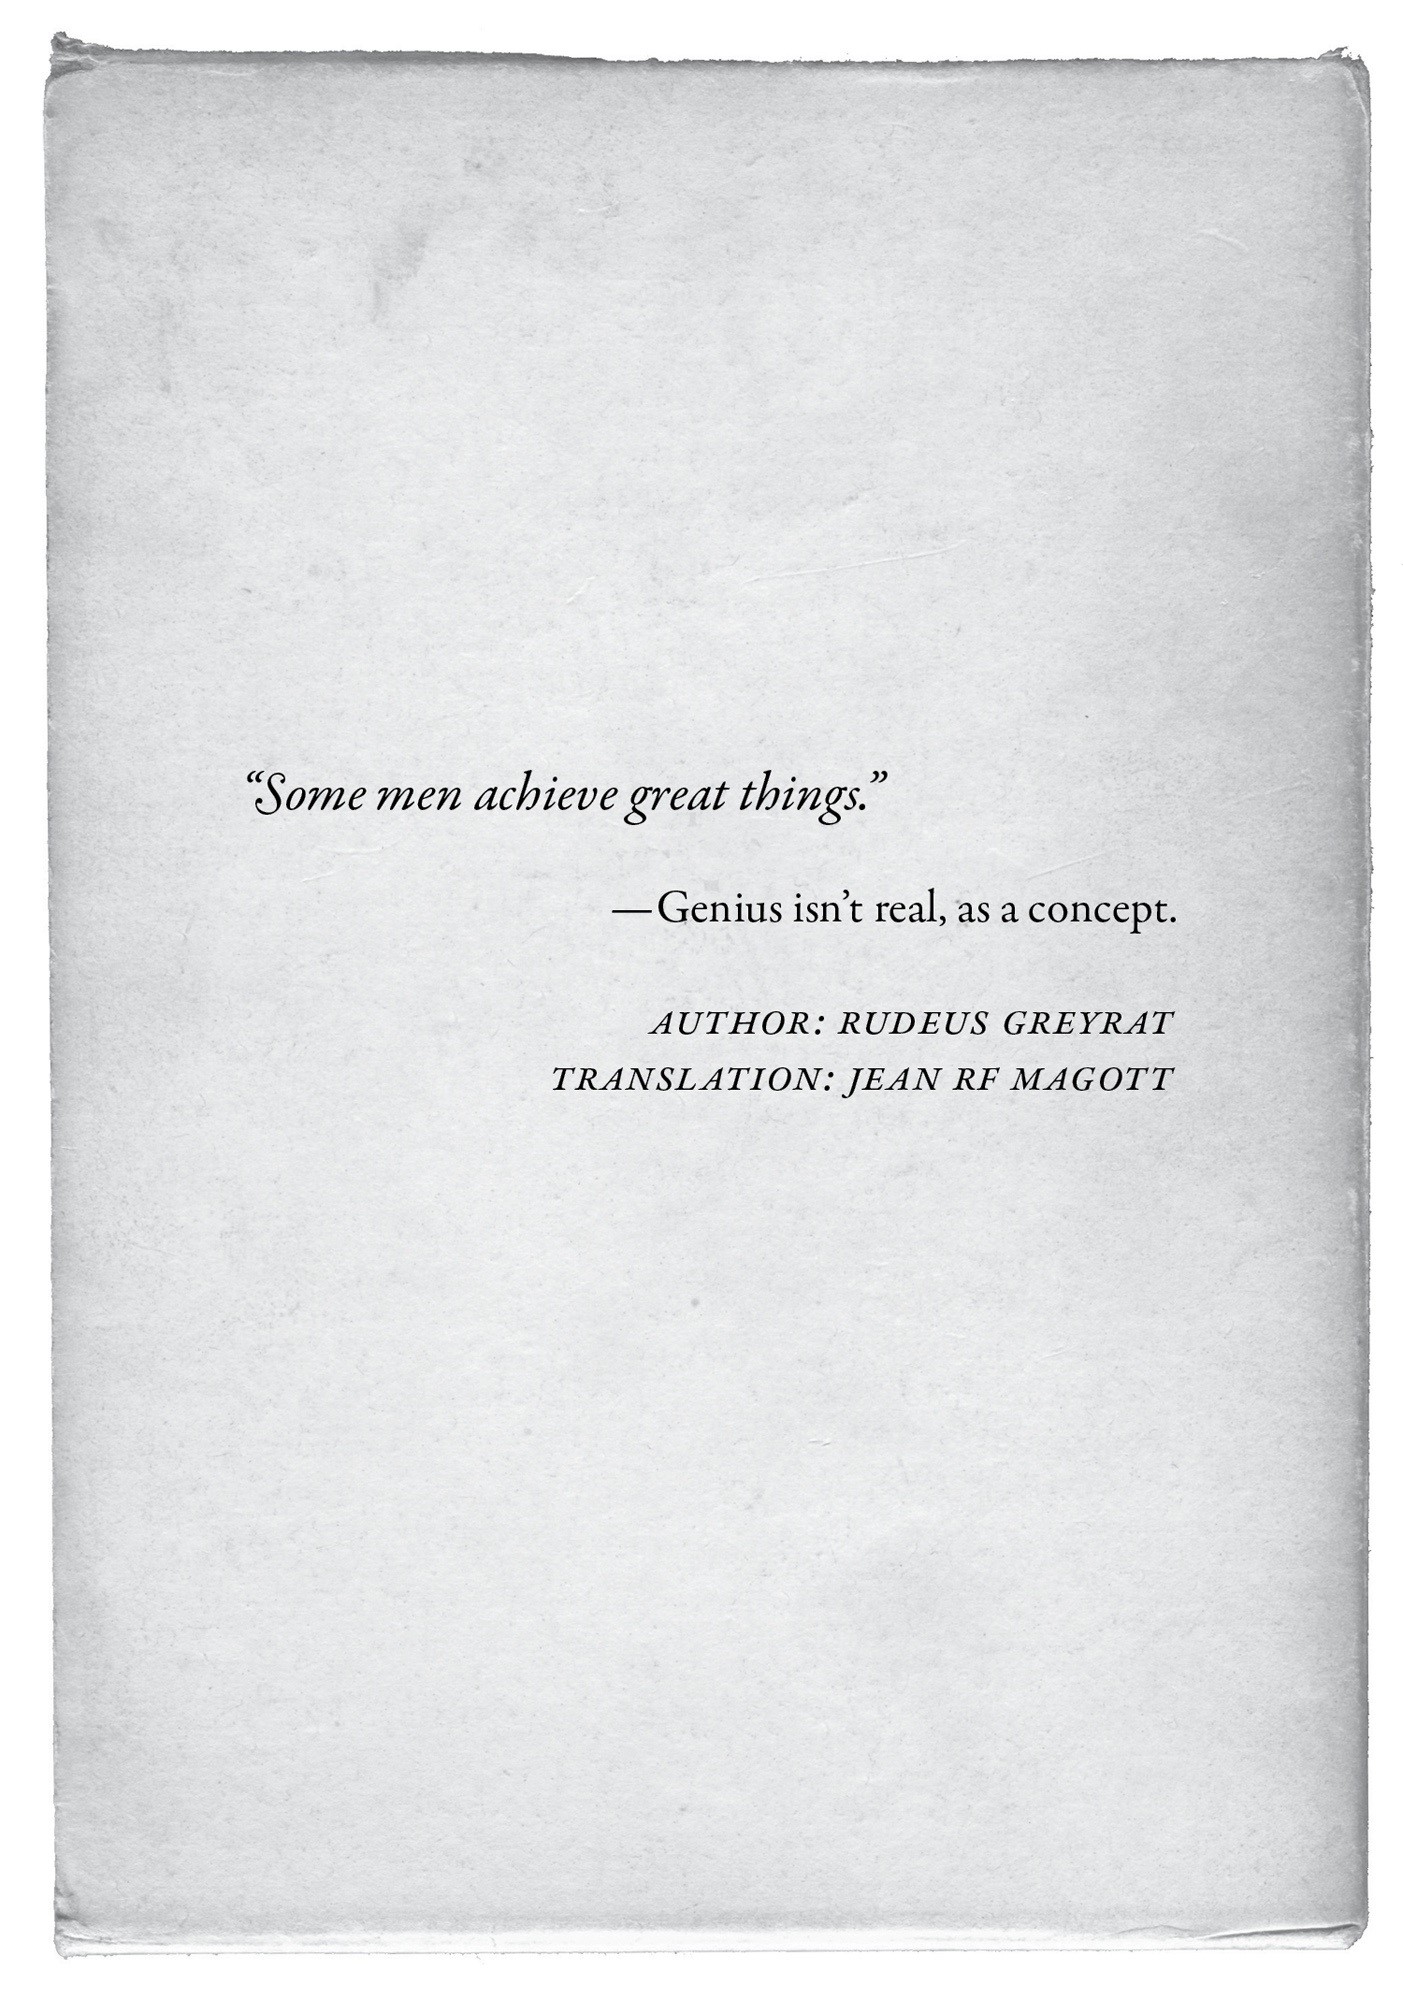 “Some men achieve great things.”
—Genius isn’t real, as a concept.
AUTHOR: RUDEUS GREYRAT
TRANSLATION: JEAN RF MAGOTT